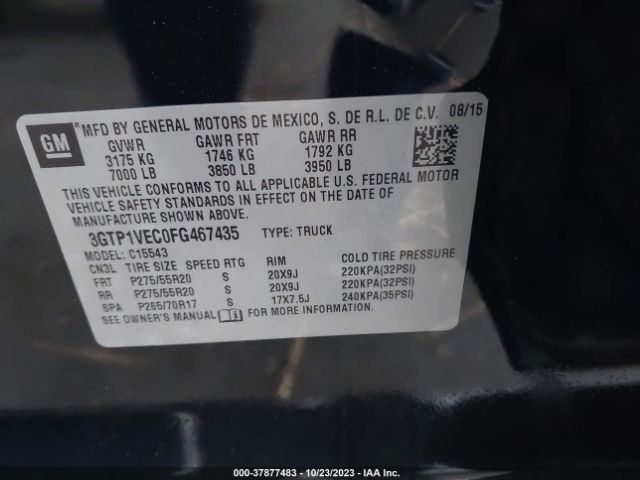 GM
MFD BY GENERAL MOTORS DE MEXICO, S. DE R.L. DE C.V. 08/15
GVWR GAWR FRT GAWR RR
3175 KG 1746 KG 1792 KG
7000 LB 3850 LB 3950 LB
THIS VEHICLE CONFORMS TO ALL APPLICABLE U.S. FEDERAL MOTOR
VEHICLE SAFETY STANDARDS IN EFFECT ON THE DATE OF
MANUFACTURE SHOWN ABOVE.
3GTP1VEC0FG467435 TYPE: TRUCK
MODEL: C15543
CN3L TIRE SIZE SPEED RTG RIM COLD TIRE PRESSURE
FRT P275/55R20 S 20X9J 220KPA(32PSI)
RR P275/55R20 S 20X9J 220KPA(32PSI)
SPA P265/70R17 S 17X7.5J 240KPA(35PSI)
SEE OWNER'S MANUAL FOR MORE INFORMATION.
000-37877483 - 10/23/2023 - IAA Inc.